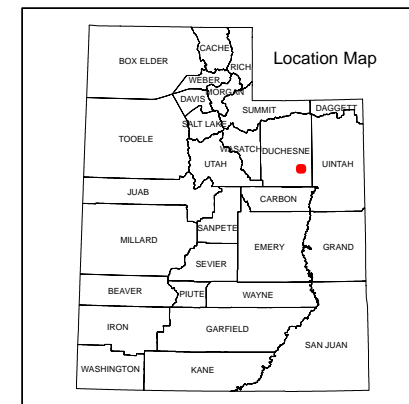 Location Map
CACHE
BOX ELDER
RICH
WEBER
MORGAN
DAVIS
SUMMIT
DAGGETT
SALT LAKE
TOOELE
WASATCH
DUCHESNE
UTAH
UINTAH
JUAB
CARBON
SANPETE
MILLARD
EMERY
GRAND
SEVIER
BEAVER
PIUTE
WAYNE
IRON
GARFIELD
SAN JUAN
WASHINGTON
KANE